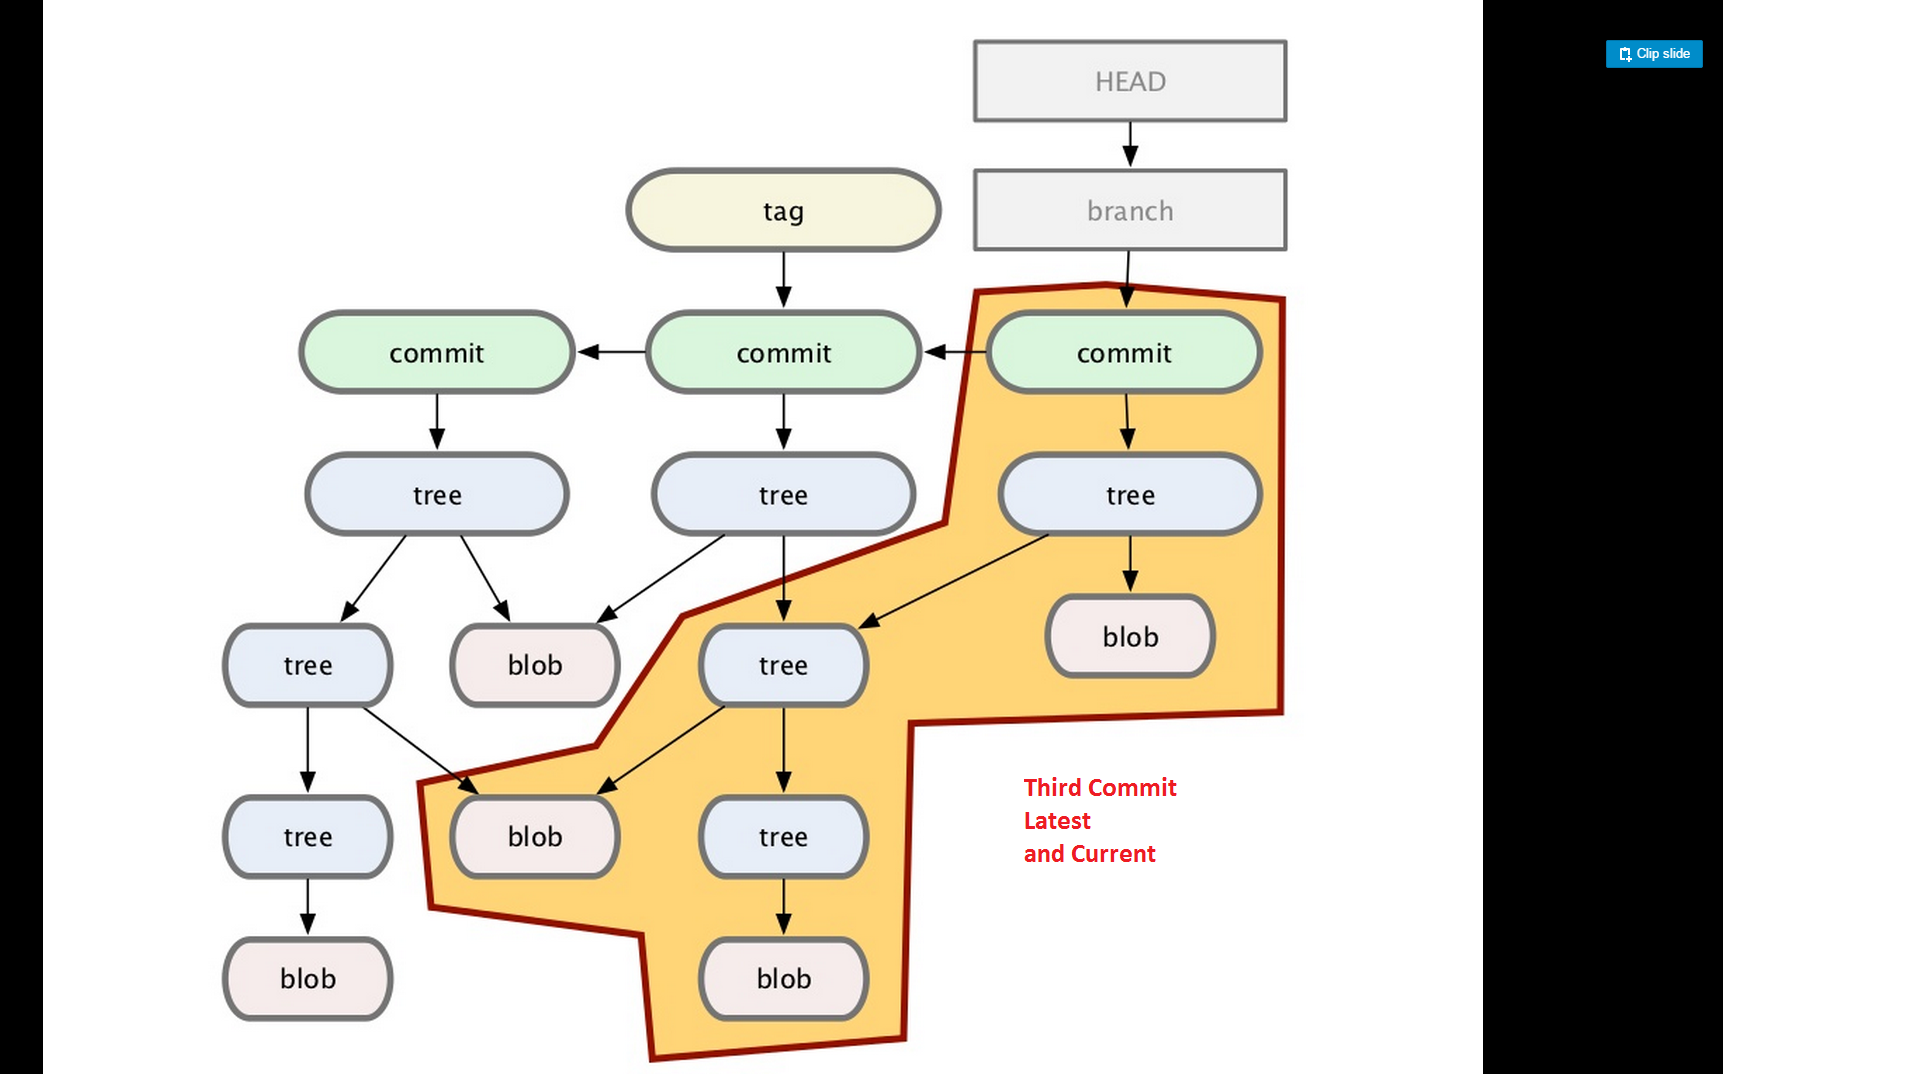 Clip slide
HEAD
tag
branch
commit
commit
commit
tree
tree
tree
blob
tree
blob
tree
Third Commit
Latest
and Current
tree
blob
tree
blob
blob